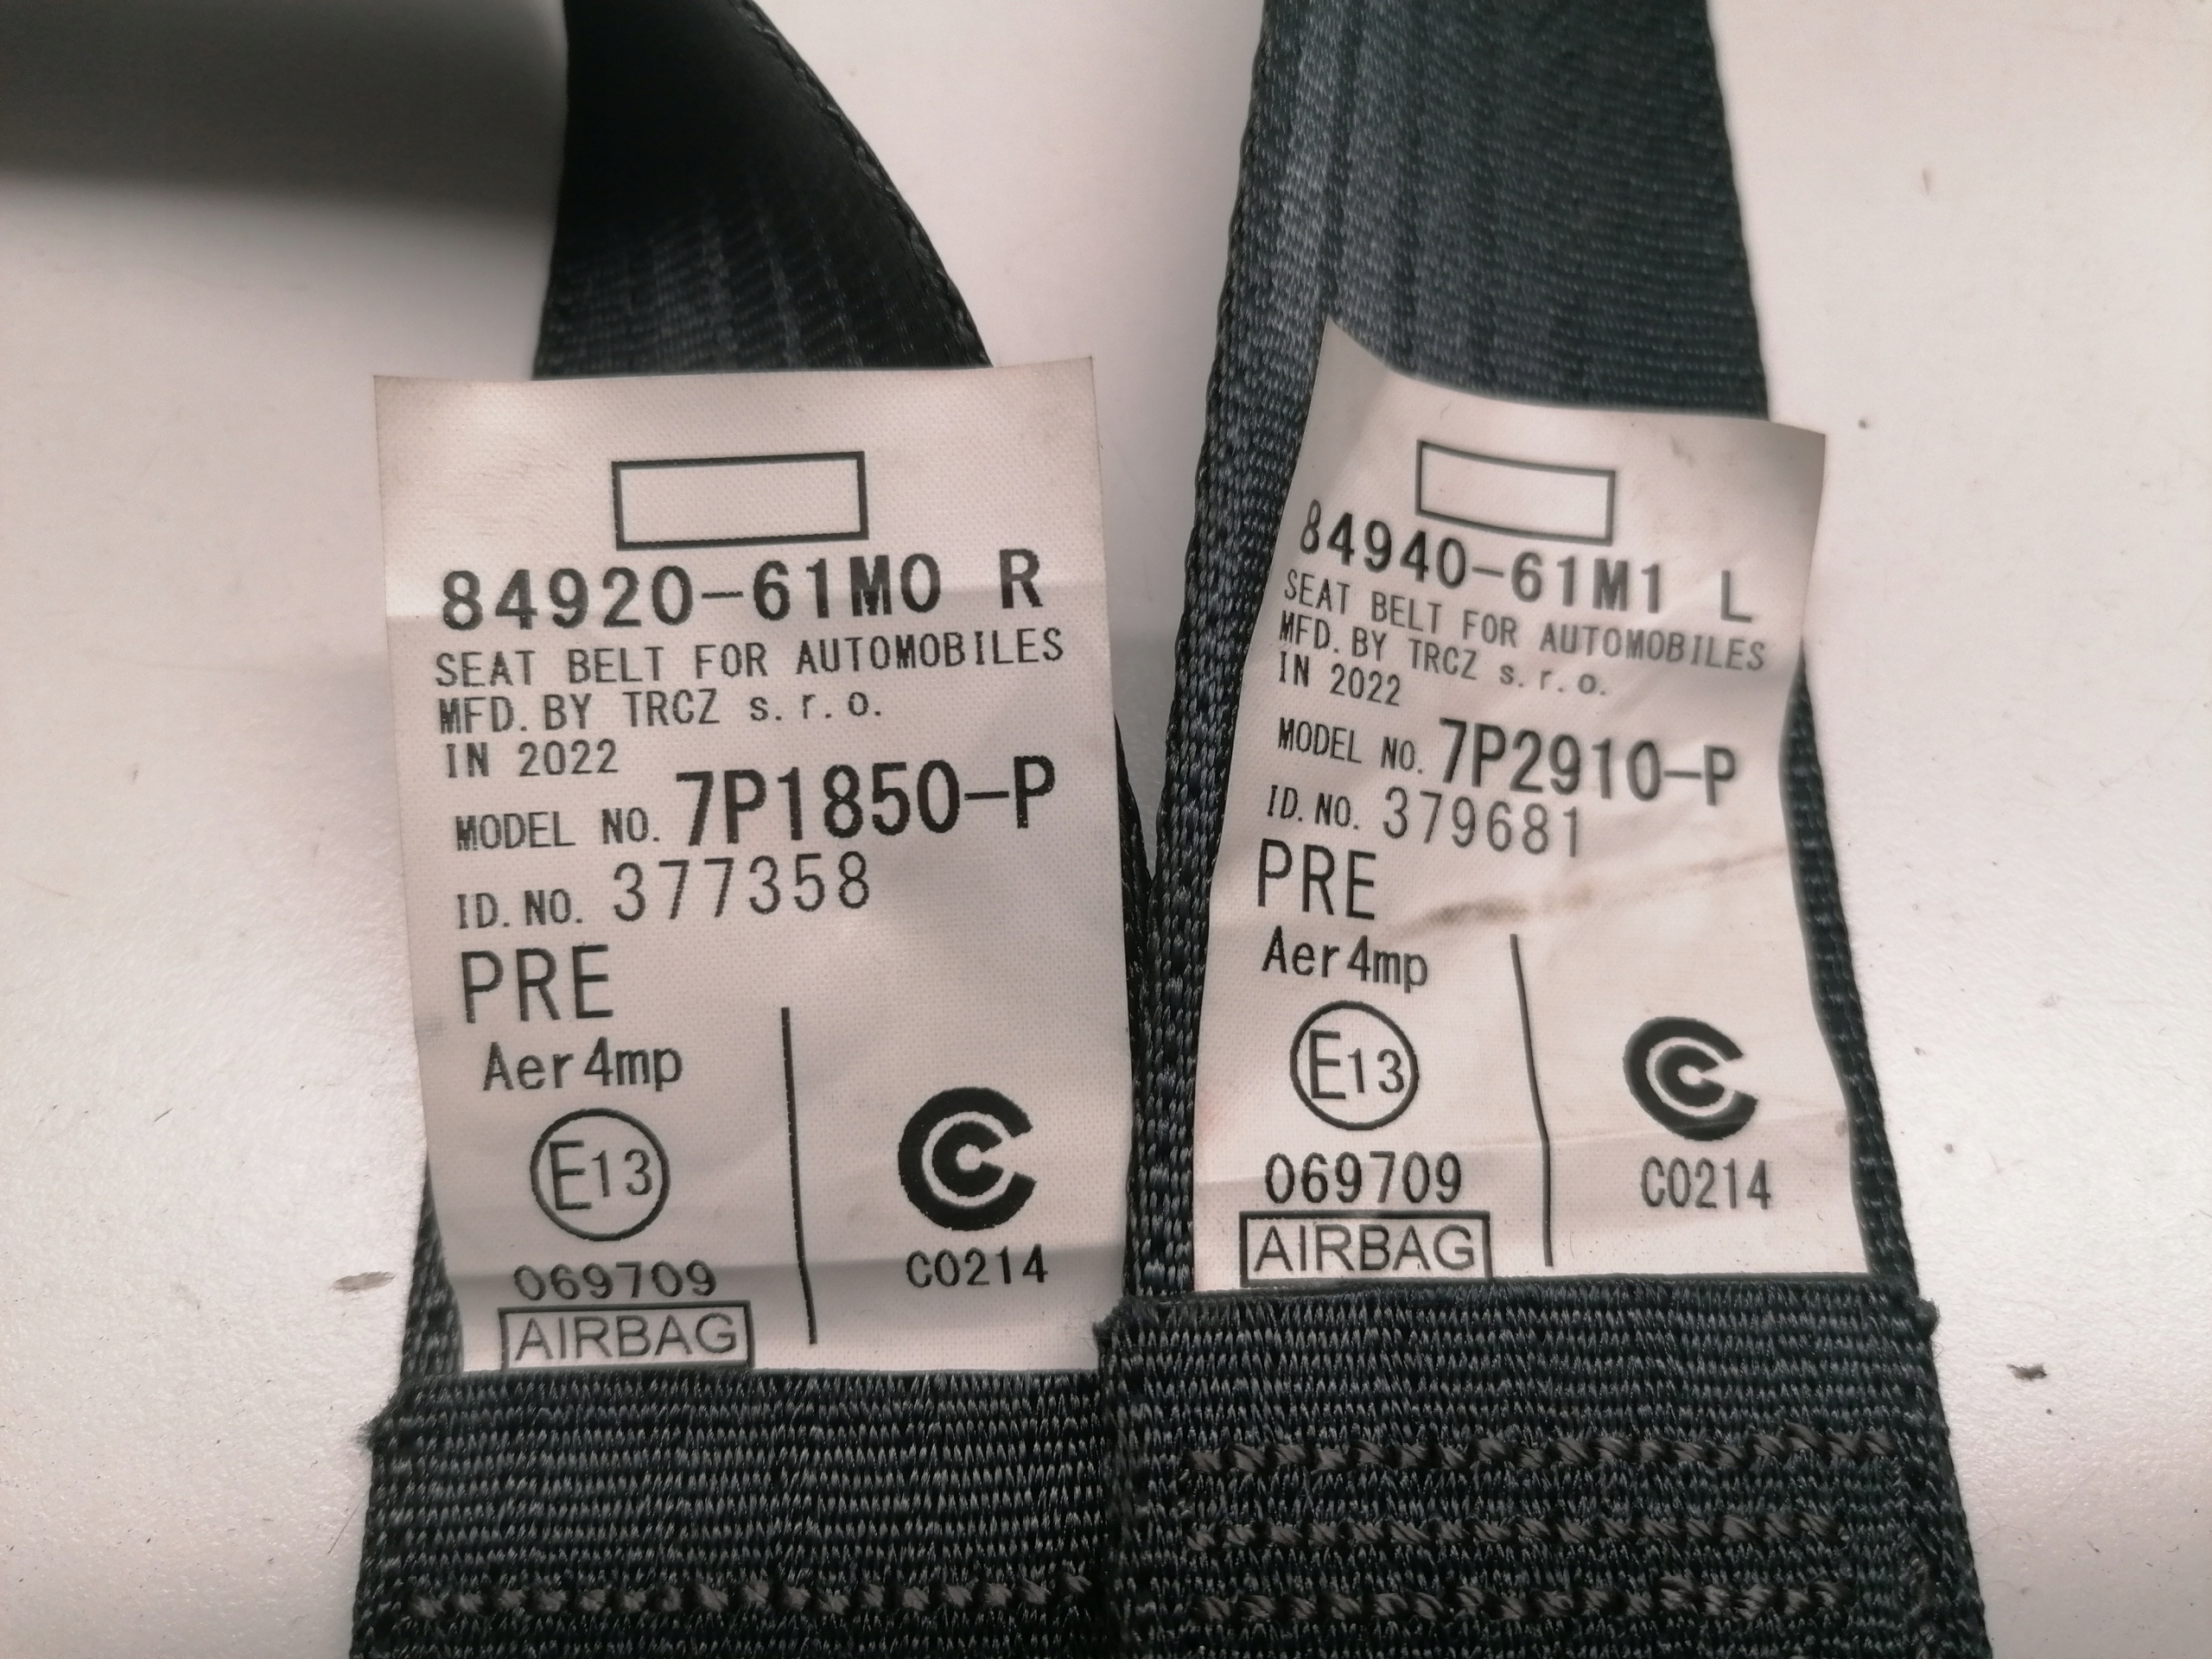 84920-61M0 R
SEAT BELT FOR AUTOMOBILES
MFD. BY TRCZ s. r. o.
IN 2022
MODEL NO. 7P1850-P
ID. NO. 377358
PRE
Aer4mp
E13
069709
AIRBAG
C0214
84940-61M1 L
SEAT BELT FOR AUTOMOBILES
MFD. BY TRCZ s. r. o.
IN 2022
MODEL NO. 7P2910-P
ID. NO. 379681
PRE
Aer4mp
E13
069709
AIRBAG
C0214